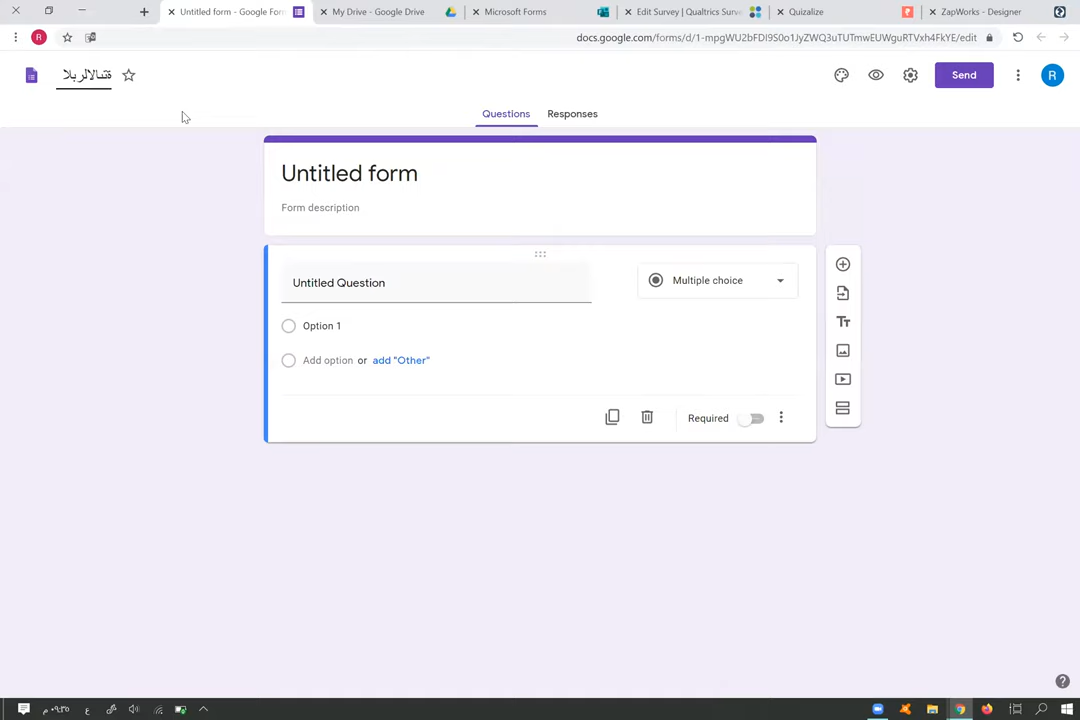 Untitled form - Google Form
My Drive - Google Drive
Microsoft Forms
Edit Survey | Qualtrics Surve
Quizalize
ZapWorks - Designer
R
docs.google.com/forms/d/1-mpgWU2bFDI9S0o1JyZWQ3uTUTmwEUWguRTVxh4FkYE/edit
Send
R
Questions
Responses
Untitled form
Form description
Untitled Question
Multiple choice
Option 1
Add option or add "Other"
Required
ع